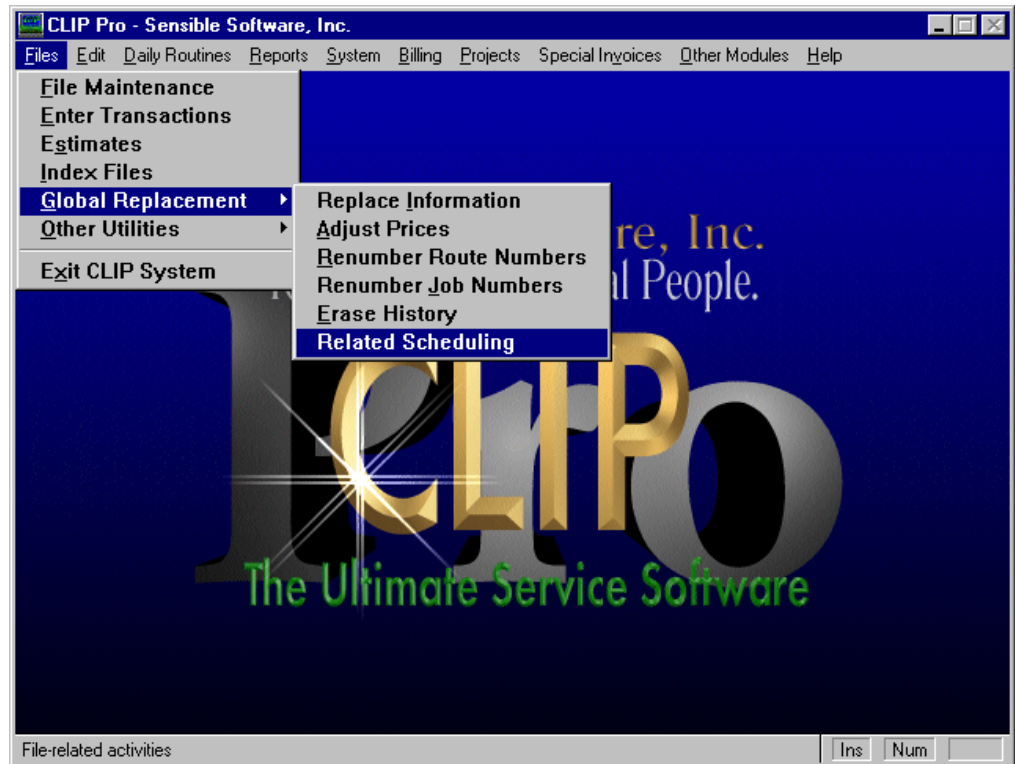 CLIP Pro - Sensible Software, Inc.
Files Edit Daily Routines Reports System Billing Projects Special Invoices Other Modules Help
File Maintenance
Enter Transactions
Estimates
Index Files
Global Replacement
Other Utilities
Exit CLIP System
Replace Information
Adjust Prices
Renumber Route Numbers
Renumber Job Numbers
Erase History
Related Scheduling
re, Inc.
al People.
Pro
CLIP
The Ultimate Service Software
File-related activities Ins Num